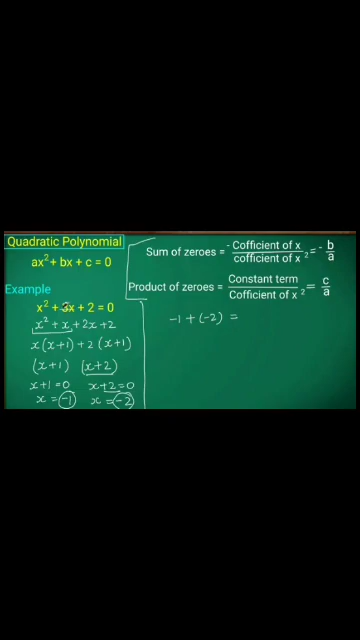 Quadratic Polynomial
ax² + bx + c = 0
Example
x² + 3x + 2 = 0
x² + x + 2x + 2
x(x+1) + 2(x+1)
(x+1) (x+2)
x+1=0 x+2=0
x = -1 x = -2
Sum of zeroes = - Cofficient of x / cofficient of x² = - b/a
Product of zeroes = Constant term / Cofficient of x² = c/a
-1 + (-2) =